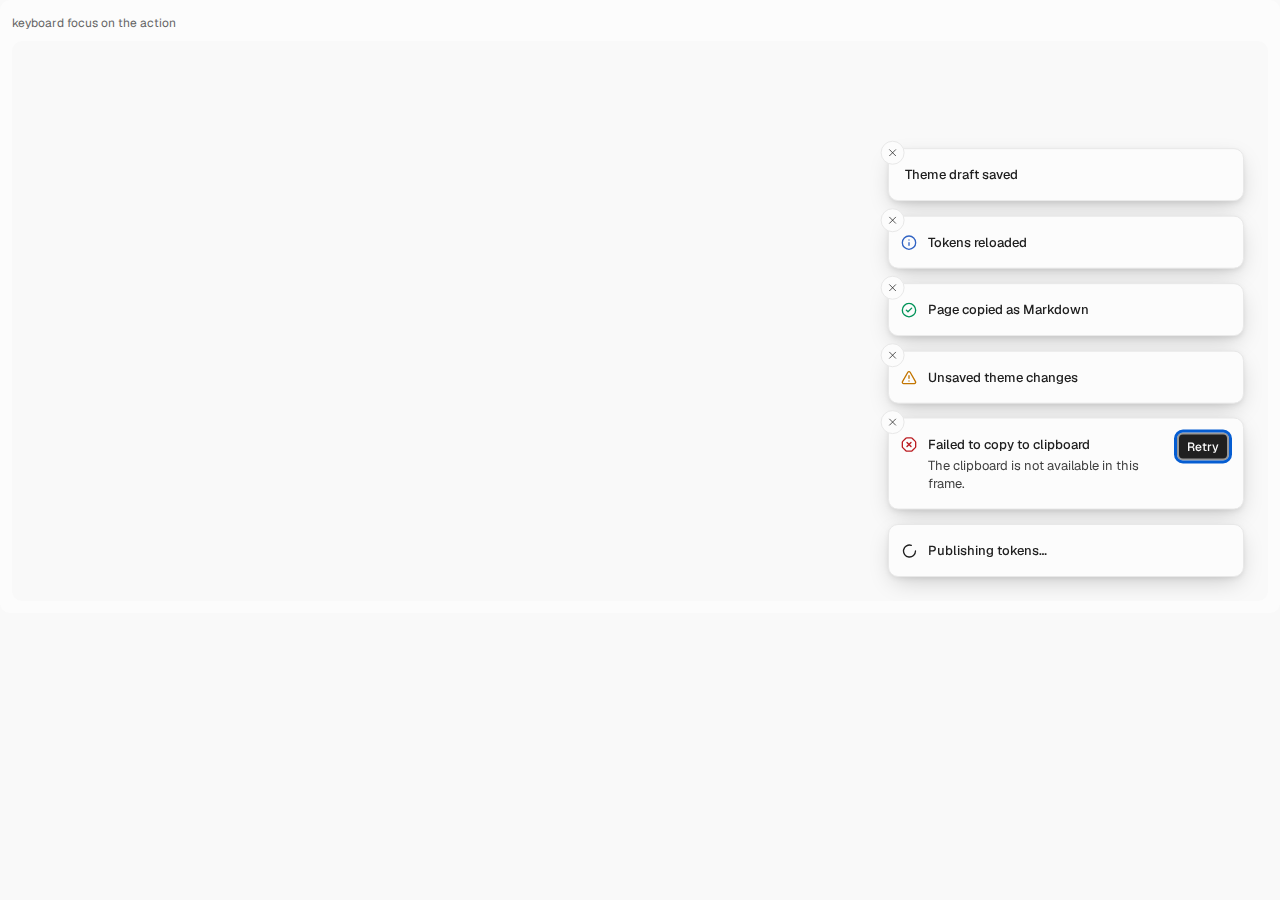 keyboard focus on the action
Theme draft saved
Tokens reloaded
Page copied as Markdown
Unsaved theme changes
Failed to copy to clipboard
Retry
The clipboard is not available in this
frame.
Publishing tokens...